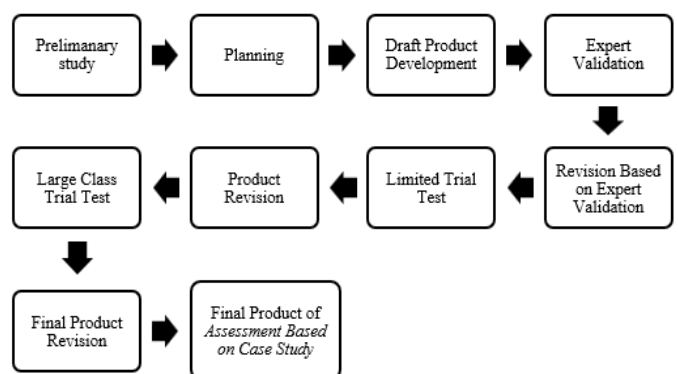 Prelimanary
study
Planning
Draft Product
Development
Expert
Validation
Large Class
Trial Test
Product
Revision
Limited Trial
Test
Revision Based
on Expert
Validation
Final Product
Revision
Final Product of
Assessment Based
on Case Study